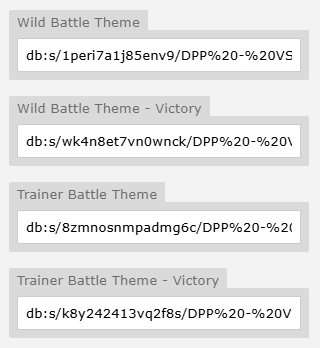 Wild Battle Theme
db:s/1peri7a1j85env9/DPP%20-%20VS
Wild Battle Theme - Victory
db:s/wk4n8et7vn0wnck/DPP%20-%20V
Trainer Battle Theme
db:s/8zmnosnmpadmg6c/DPP%20-%20
Trainer Battle Theme - Victory
db:s/k8y242413vq2f8s/DPP%20-%20V